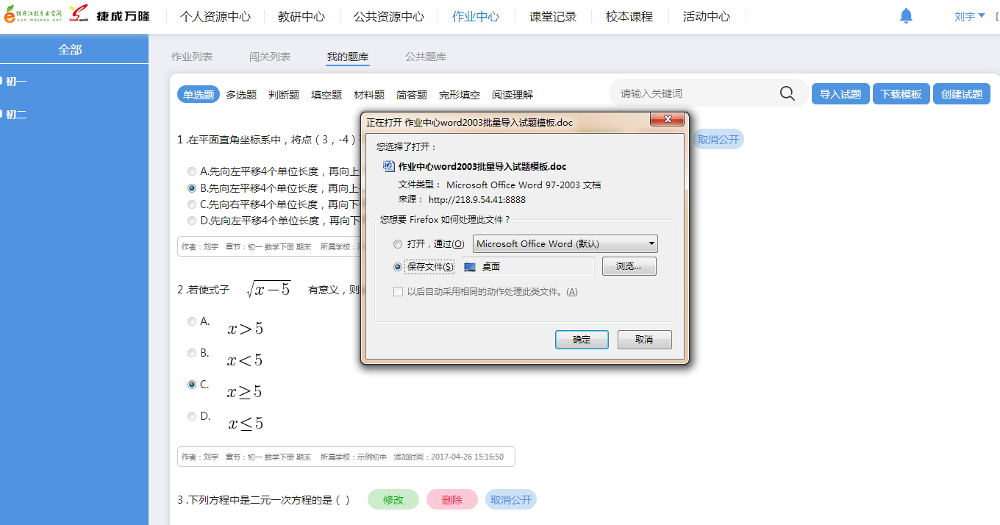 牡丹江教育云空间 捷成万隆 个人资源中心 教研中心 公共资源中心 作业中心 课堂记录 校本课程 活动中心 刘宇
yun.mdjedu.net Future world
全部
初一
初二
作业列表 闯关列表 我的题库 公共题库
单选题 多选题 判断题 填空题 材料题 简答题 完形填空 阅读理解 请输入关键词 导入试题 下载模板 创建试题
1 .在平面直角坐标系中，将点（3，-4） 取消公开
A.先向左平移4个单位长度，再向上
B.先向左平移4个单位长度，再向上
C.先向右平移4个单位长度，再向下
D.先向左平移4个单位长度，再向下
作者：刘宇 章节：初一 数学下册 期末 所属学校：
2 .若使式子 √x−5 有意义，则
A. x>5
B. x<5
C. x≥5
D. x≤5
作者：刘宇 章节：初一 数学下册 期末 所属学校：示例初中 添加时间：2017-04-26 15:16:50
3 .下列方程中是二元一次方程的是（ ） 修改 删除 取消公开
正在打开 作业中心word2003批量导入试题模板.doc
您选择了打开：
作业中心word2003批量导入试题模板.doc
文件类型： Microsoft Office Word 97-2003 文档
来源： http://218.9.54.41:8888
您想要 Firefox 如何处理此文件？
打开，通过(O) Microsoft Office Word (默认)
保存文件(S) 桌面 浏览...
以后自动采用相同的动作处理此类文件。(A)
确定 取消